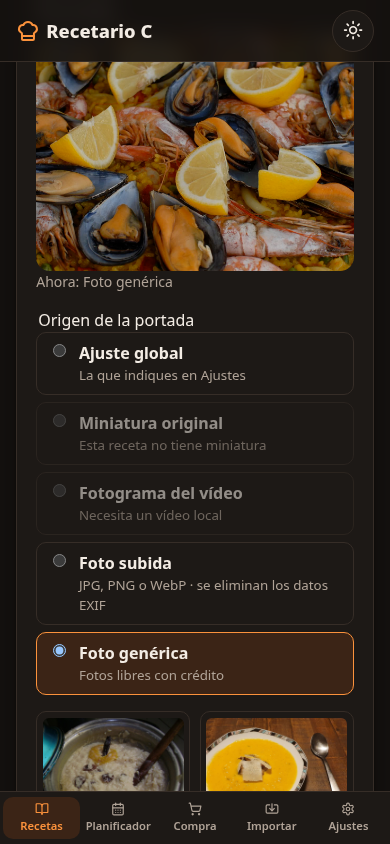 Recetario C
Ahora: Foto genérica
Origen de la portada
Ajuste global
La que indiques en Ajustes
Miniatura original
Esta receta no tiene miniatura
Fotograma del vídeo
Necesita un vídeo local
Foto subida
JPG, PNG o WebP · se eliminan los datos
EXIF
Foto genérica
Fotos libres con crédito
Recetas
Planificador
Compra
Importar
Ajustes